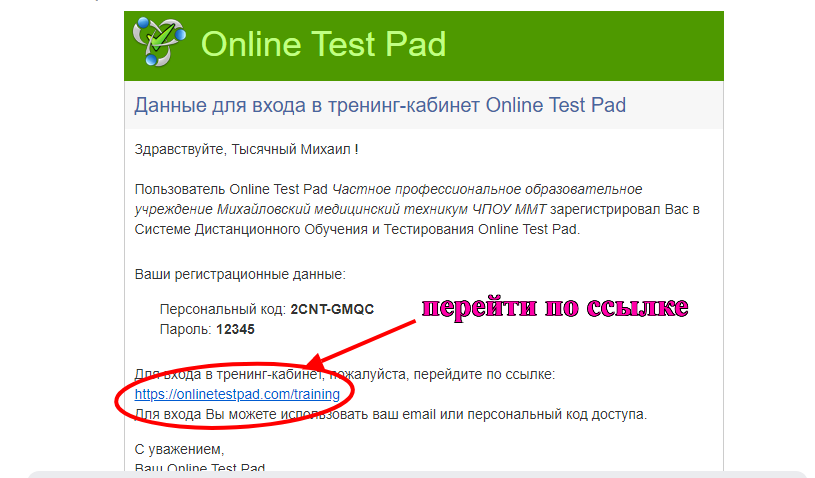 Online Test Pad
Данные для входа в тренинг-кабинет Online Test Pad
Здравствуйте, Тысячный Михаил !
Пользователь Online Test Pad Частное профессиональное образовательное
учреждение Михайловский медицинский техникум ЧПОУ ММТ зарегистрировал Вас в
Системе Дистанционного Обучения и Тестирования Online Test Pad.
Ваши регистрационные данные:
Персональный код: 2CNT-GMQC
перейти по ссылке
Пароль: 12345
Для входа в тренинг-кабинет, пожалуйста, перейдите по ссылке:
https://onlinetestpad.com/training
Для входа Вы можете использовать ваш email или персональный код доступа.
С уважением,
Ваш Online Test Pad